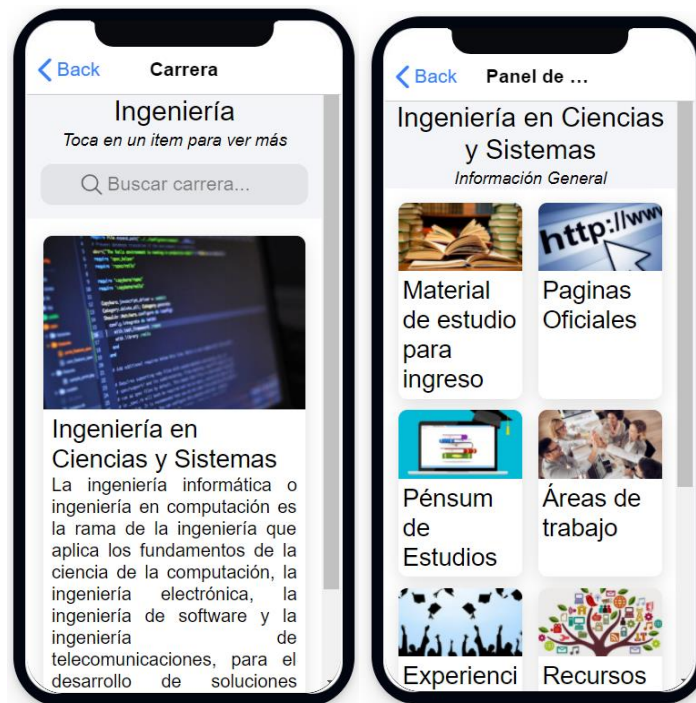 Back Carrera
Ingeniería
Toca en un item para ver más
Buscar carrera...
Ingeniería en
Ciencias y Sistemas
La ingeniería informática o
ingeniería en computación es
la rama de la ingeniería que
aplica los fundamentos de la
ciencia de la computación, la
ingeniería electrónica, la
ingeniería de software y la
ingeniería de
telecomunicaciones, para el
desarrollo de soluciones
Back Panel de ...
Ingeniería en Ciencias
y Sistemas
Información General
http://www
Material
de estudio
para
ingreso
Paginas
Oficiales
Pénsum
de
Estudios
Áreas de
trabajo
Experienci
Recursos